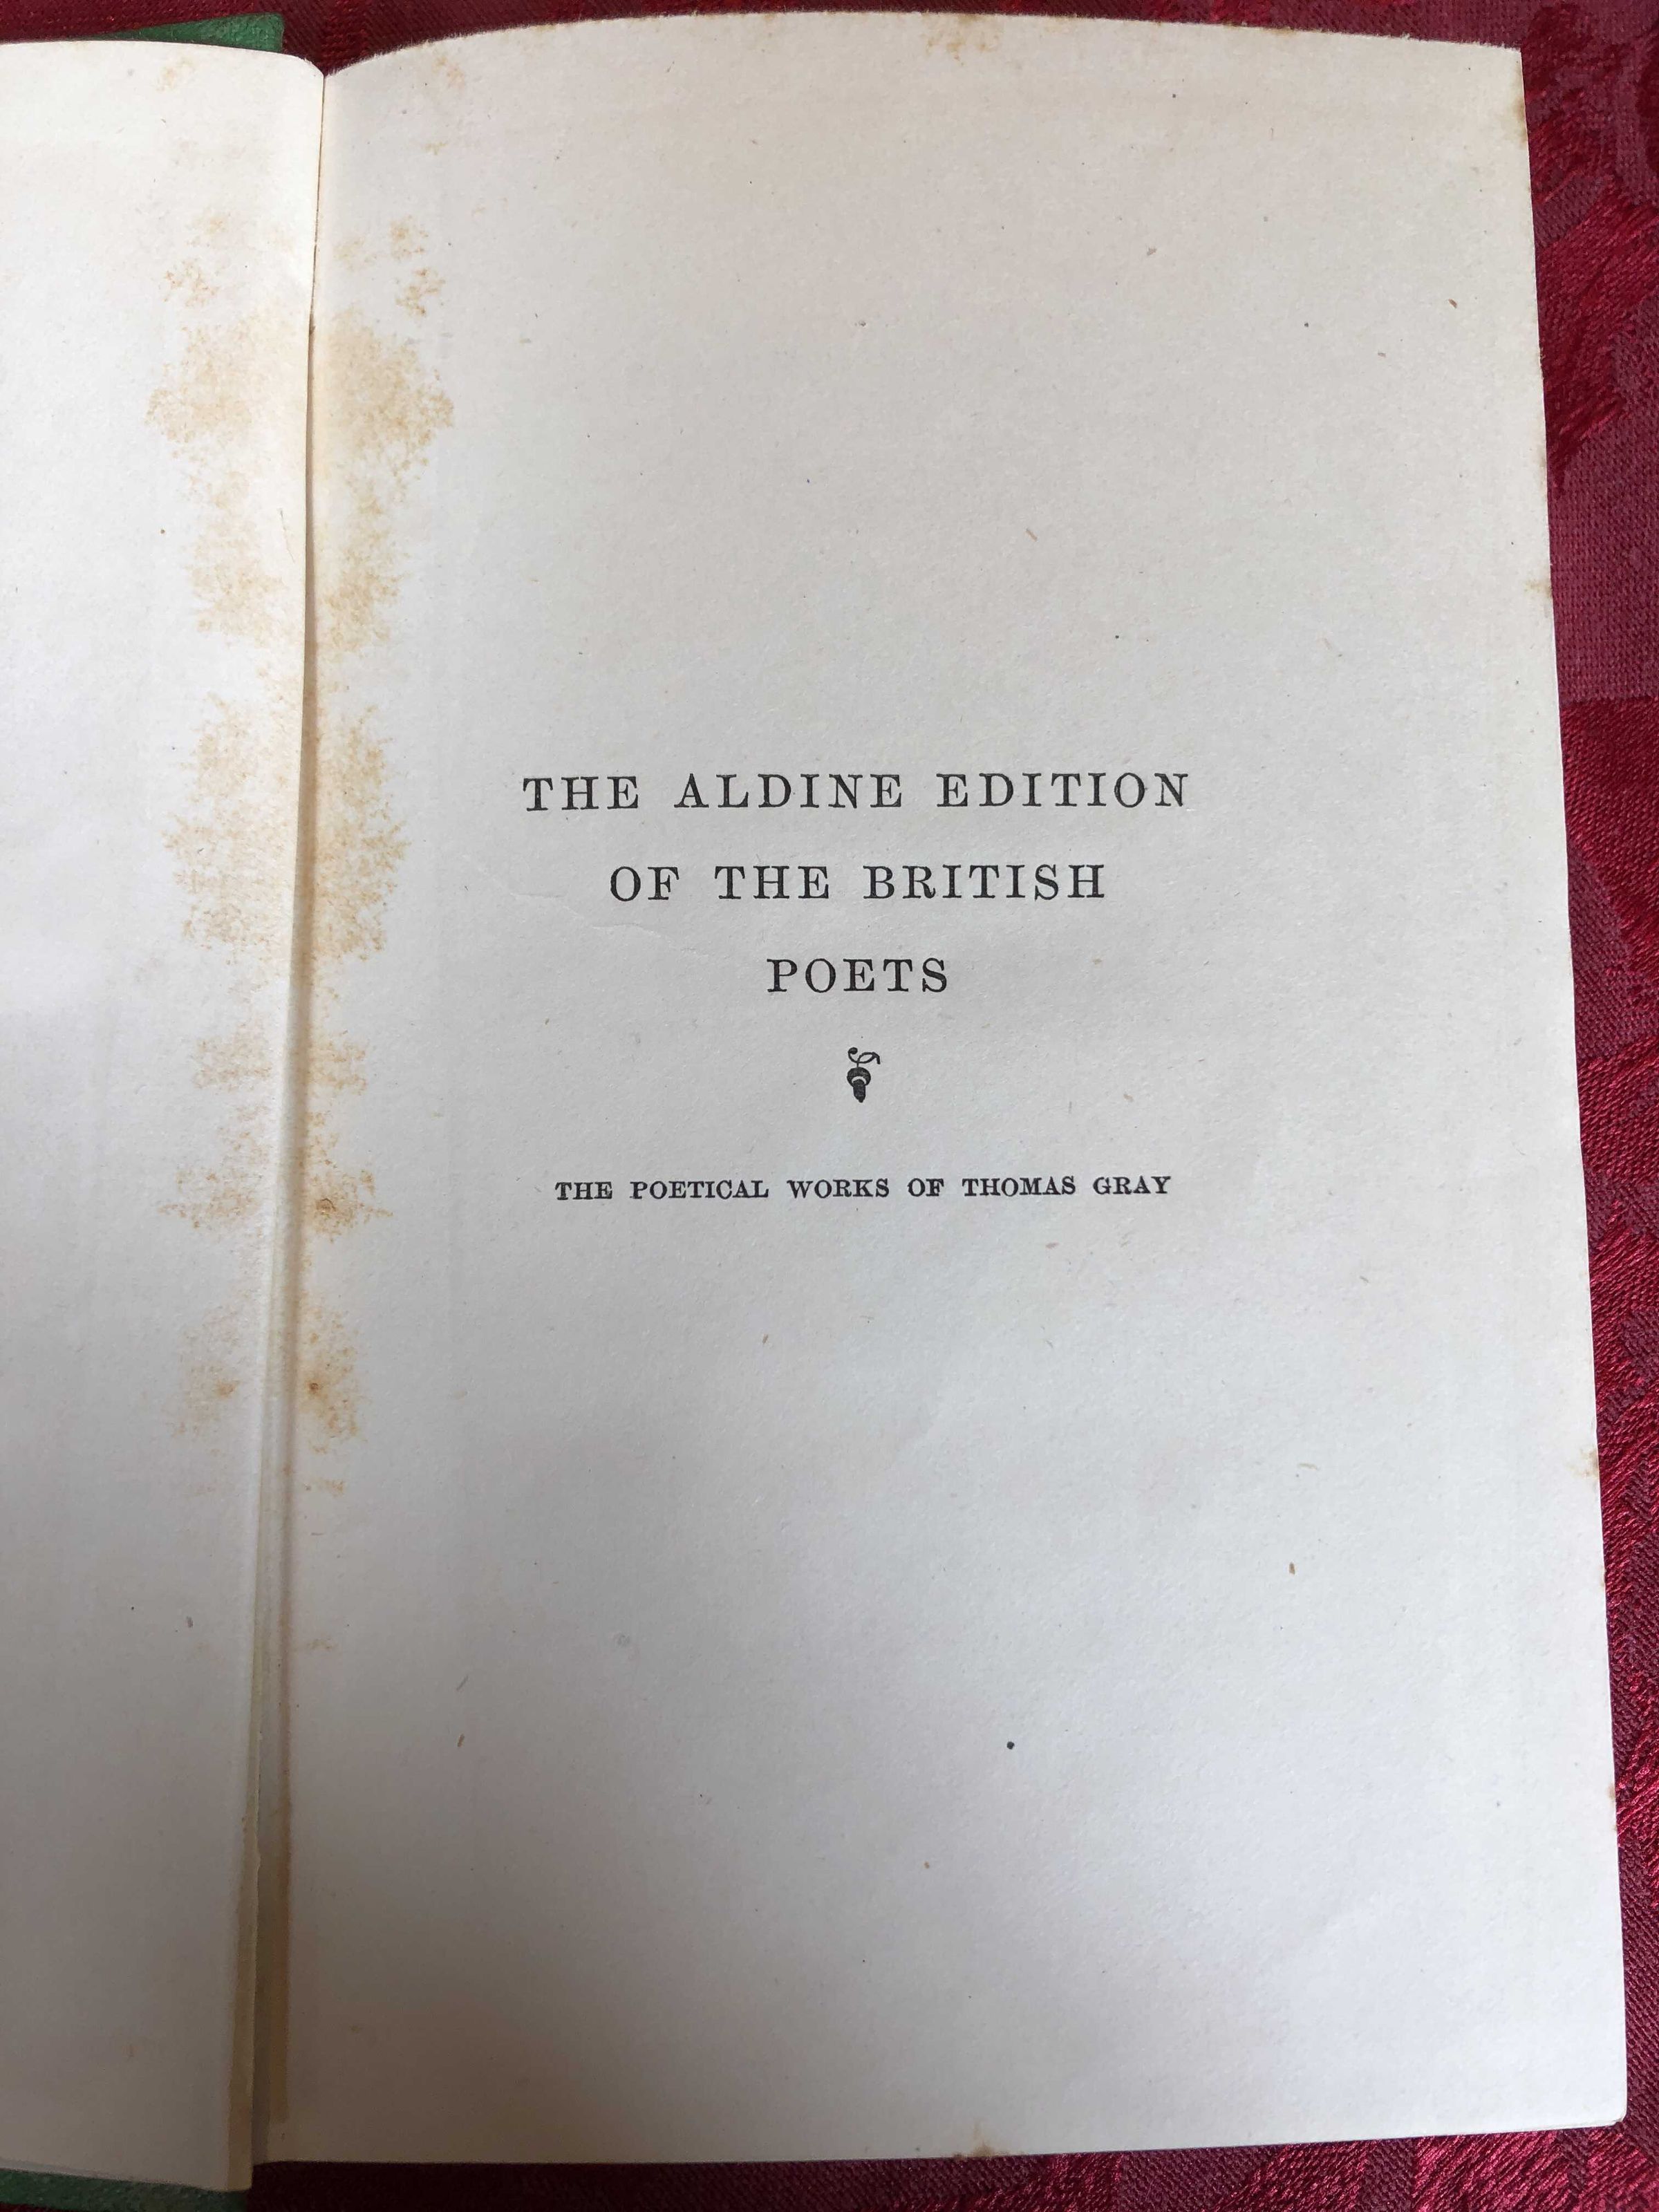 THE ALDINE EDITION
OF THE BRITISH
POETS
THE POETICAL WORKS OF THOMAS GRAY